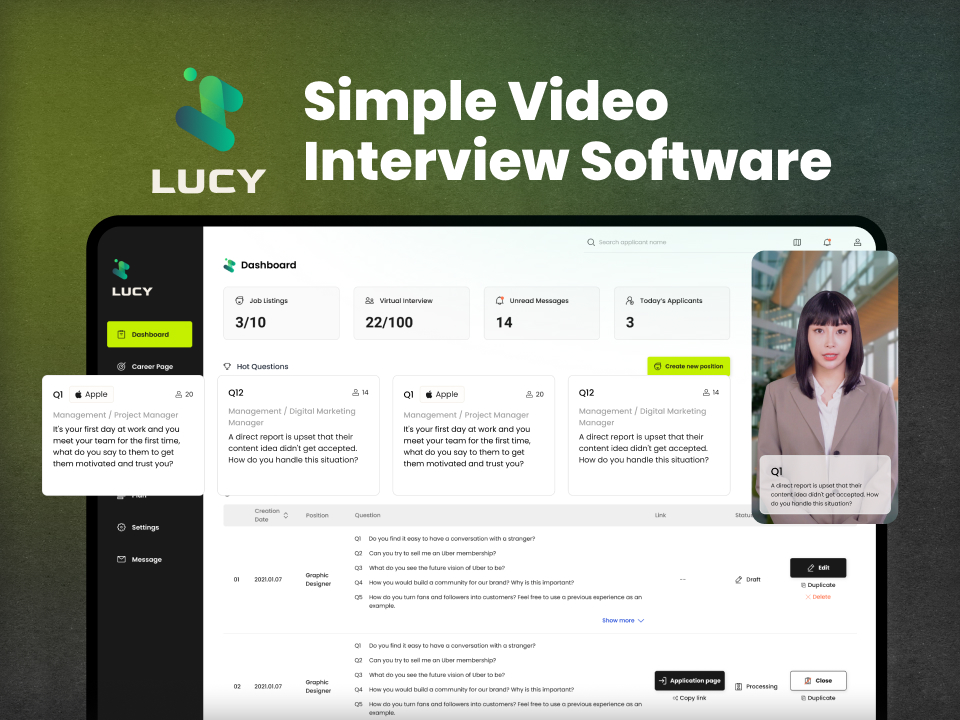 Simple Video
Interview Software
LUCY
Search applicant name
LUCY
Dashboard
Career Page
Settings
Message
Dashboard
Job Listings
3/10
Virtual Interview
22/100
Unread Messages
14
Today's Applicants
3
Hot Questions
Create new position
Q1 Apple 20
Management / Project Manager
It's your first day at work and you
meet your team for the first time,
what do you say to them to get
them motivated and trust you?
Q12 14
Management / Digital Marketing
Manager
A direct report is upset that their
content idea didn't get accepted.
How do you handle this situation?
Q1 Apple 20
Management / Project Manager
It's your first day at work and you
meet your team for the first time,
what do you say to them to get
them motivated and trust you?
Q12 14
Management / Digital Marketing
Manager
A direct report is upset that their
content idea didn't get accepted.
How do you handle this situation?
Q1
A direct report is upset that their
content idea didn't get accepted. How
do you handle this situation?
Creation
Date
Position
Question
Link
01
2021.01.07
Graphic
Designer
Q1 Do you find it easy to have a conversation with a stranger?
Q2 Can you try to sell me an Uber membership?
Q3 What do you see the future vision of Uber to be?
Q4 How you would build a community for our brand? Why is this important?
Q5 How do you turn fans and followers into customers? Feel free to use a previous experience as an
example.
Show more
---
Draft
Edit
Duplicate
Delete
02
2021.01.07
Graphic
Designer
Q1 Do you find it easy to have a conversation with a stranger?
Q2 Can you try to sell me an Uber membership?
Q3 What do you see the future vision of Uber to be?
Q4 How you would build a community for our brand? Why is this important?
Q5 How do you turn fans and followers into customers? Feel free to use a previous experience as an
example.
Application page
Copy link
Processing
Close
Duplicate